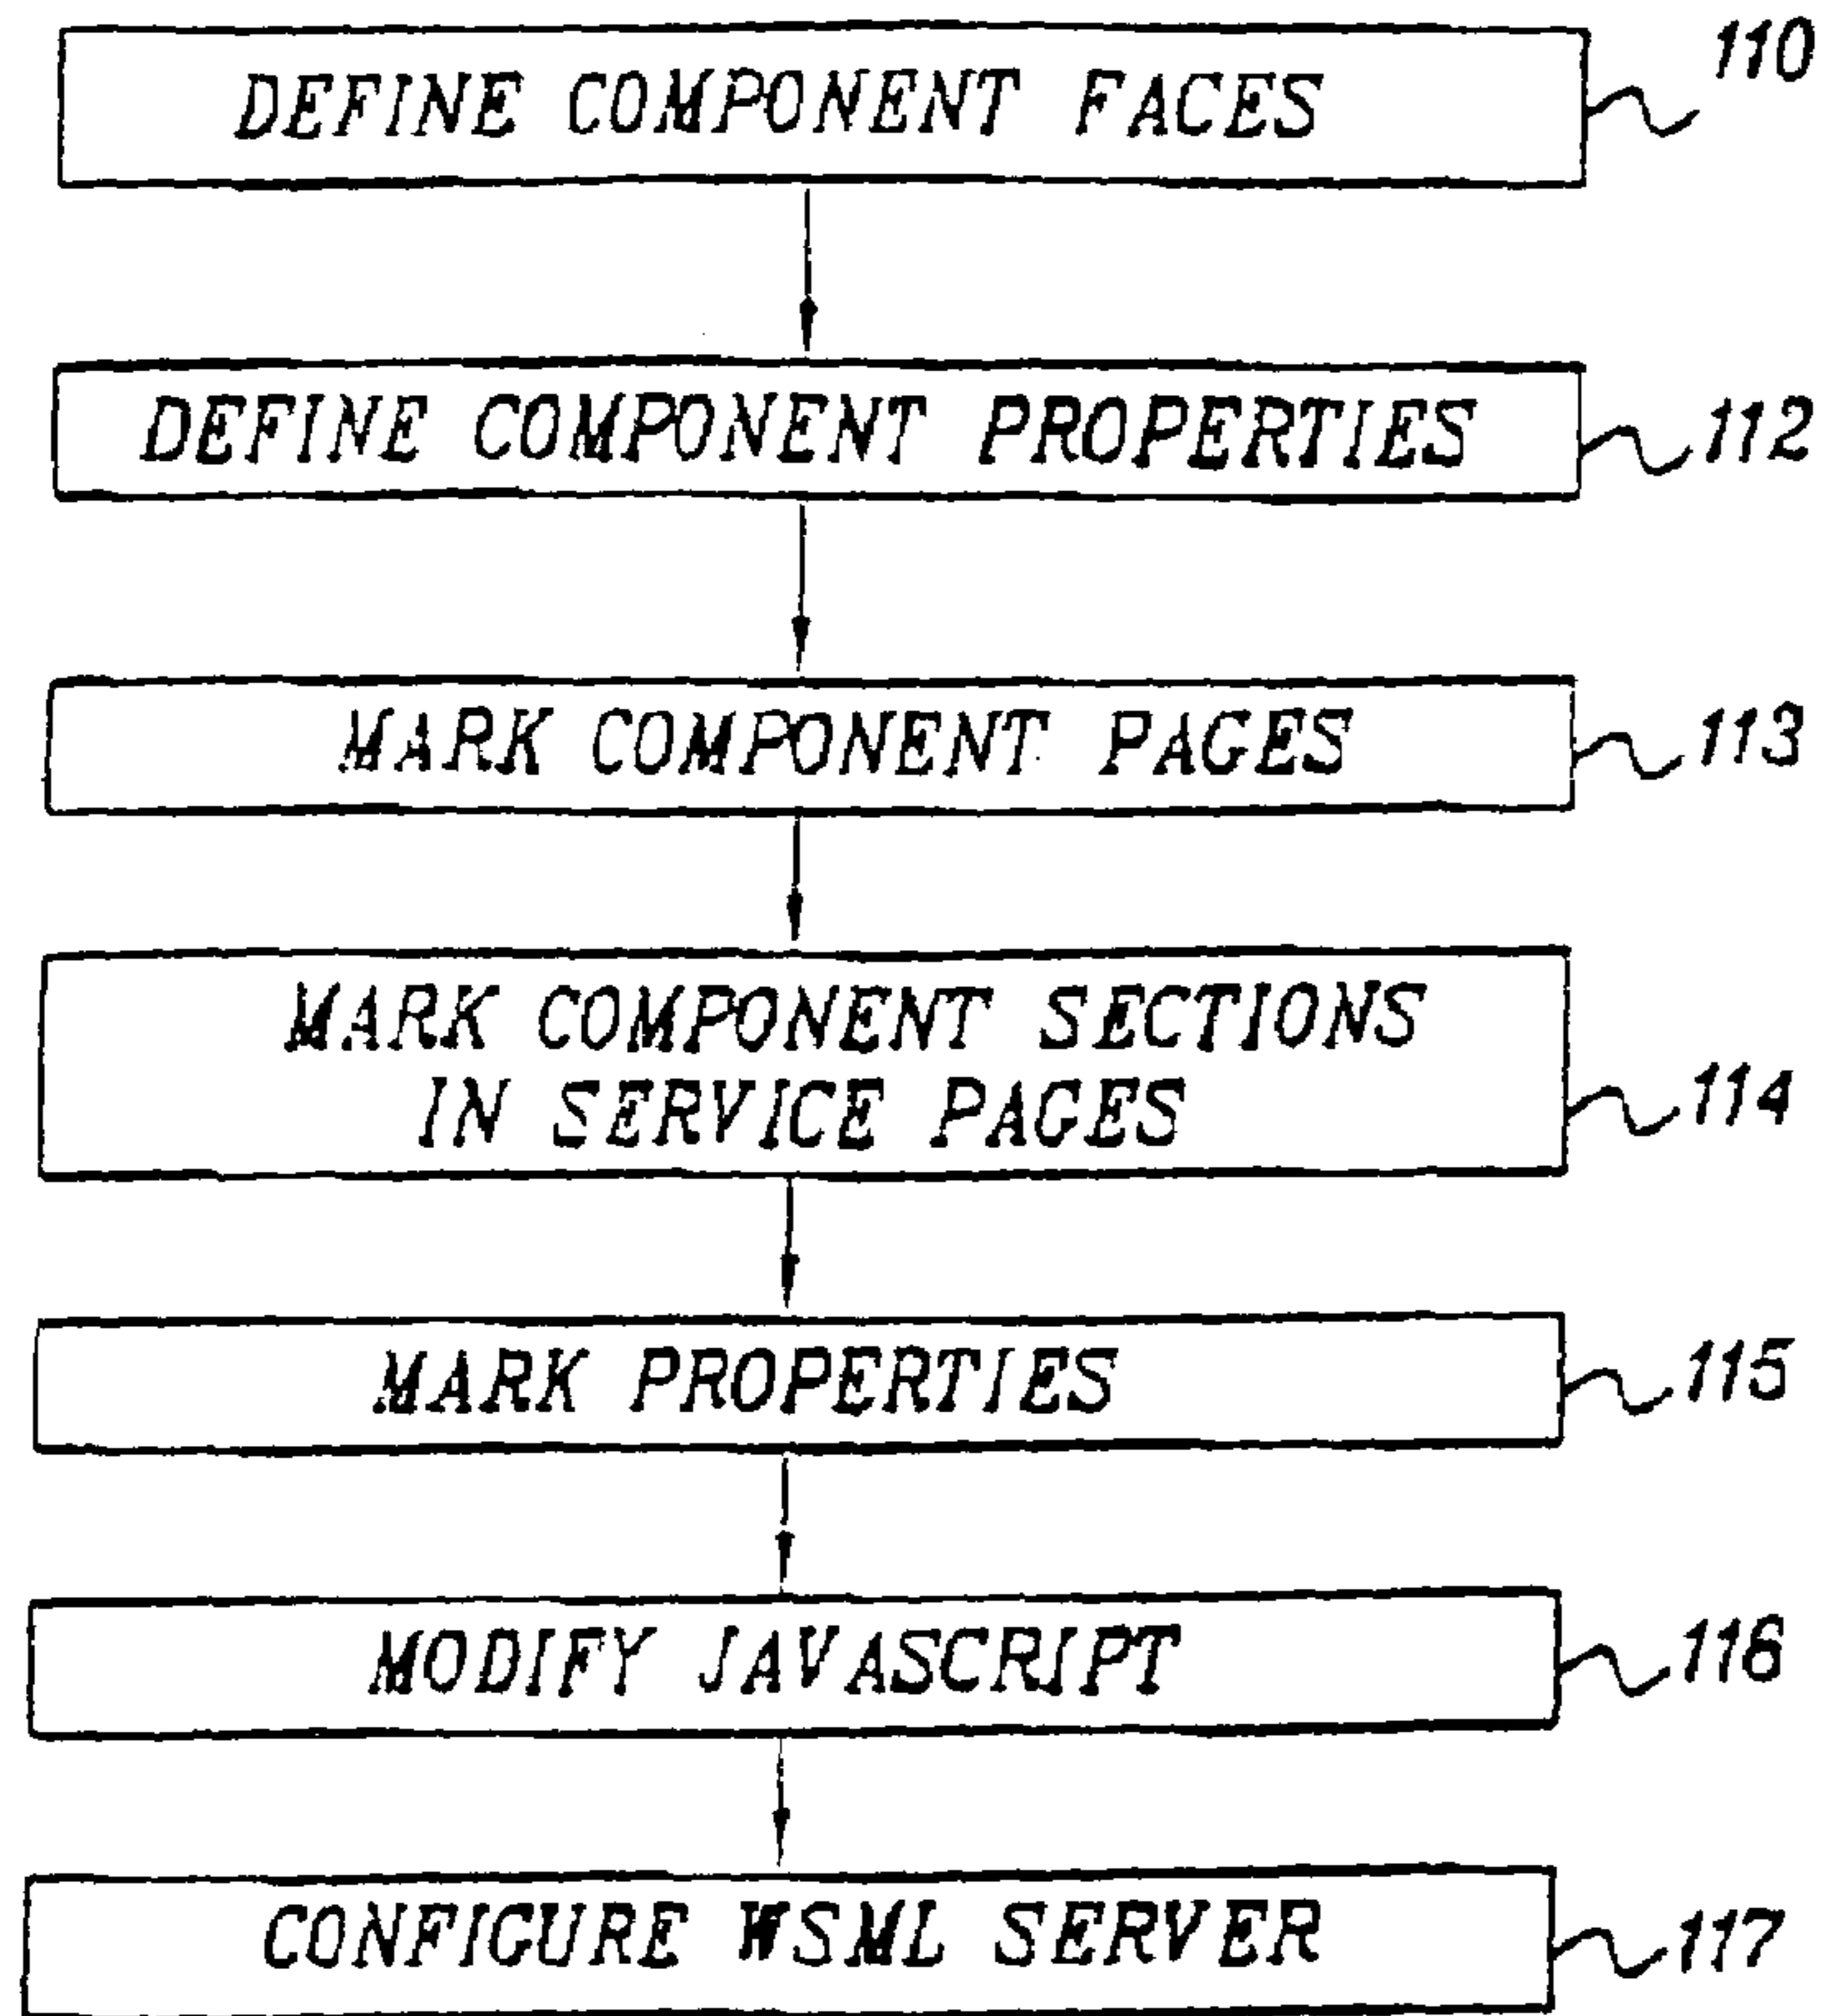 DEFINE COMPONENT FACES
110
DEFINE COMPONENT PROPERTIES
112
MARK COMPONENT PAGES
113
MARK COMPONENT SECTIONS
IN SERVICE PAGES
114
MARK PROPERTIES
115
MODIFY JAVASCRIPT
116
CONFIGURE WSML SERVER
117